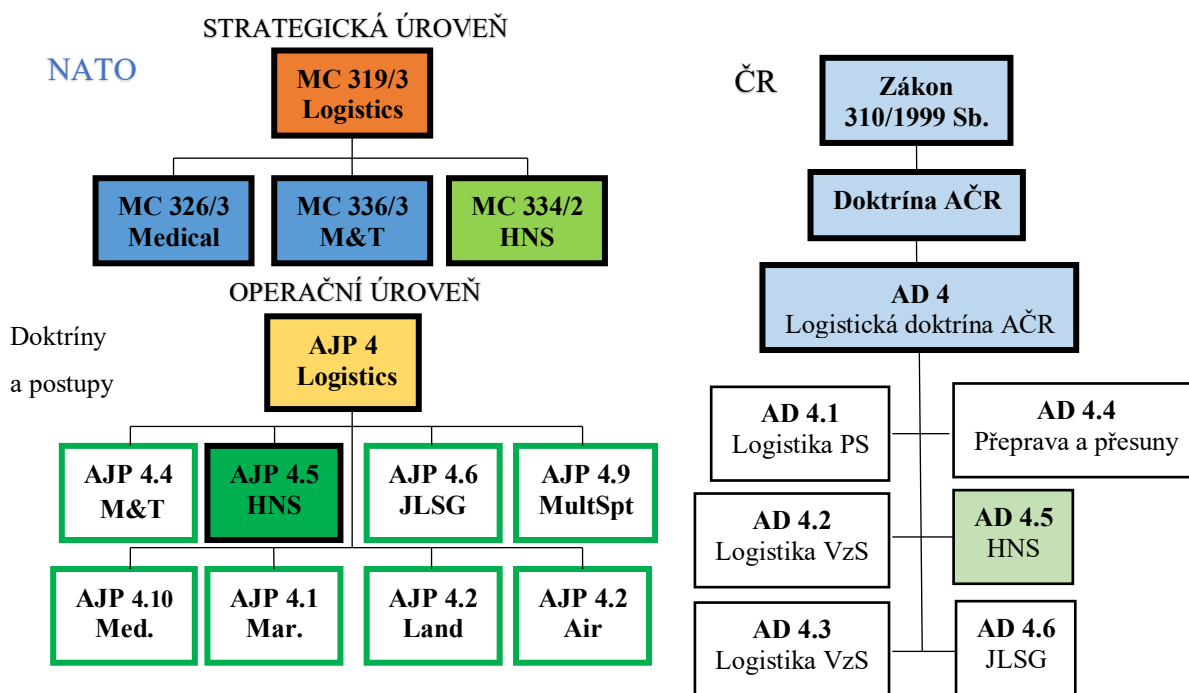 STRATEGICKÁ ÚROVEŇ
NATO
MC 319/3
Logistics
MC 326/3
Medical
MC 336/3
M&T
MC 334/2
HNS
OPERAČNÍ ÚROVEŇ
Doktríny
a postupy
AJP 4
Logistics
AJP 4.4
M&T
AJP 4.5
HNS
AJP 4.6
JLSG
AJP 4.9
MultSpt
AJP 4.10
Med.
AJP 4.1
Mar.
AJP 4.2
Land
AJP 4.2
Air
ČR
Zákon
310/1999 Sb.
Doktrína AČR
AD 4
Logistická doktrína AČR
AD 4.1
Logistika PS
AD 4.4
Přeprava a přesuny
AD 4.2
Logistika VzS
AD 4.5
HNS
AD 4.3
Logistika VzS
AD 4.6
JLSG